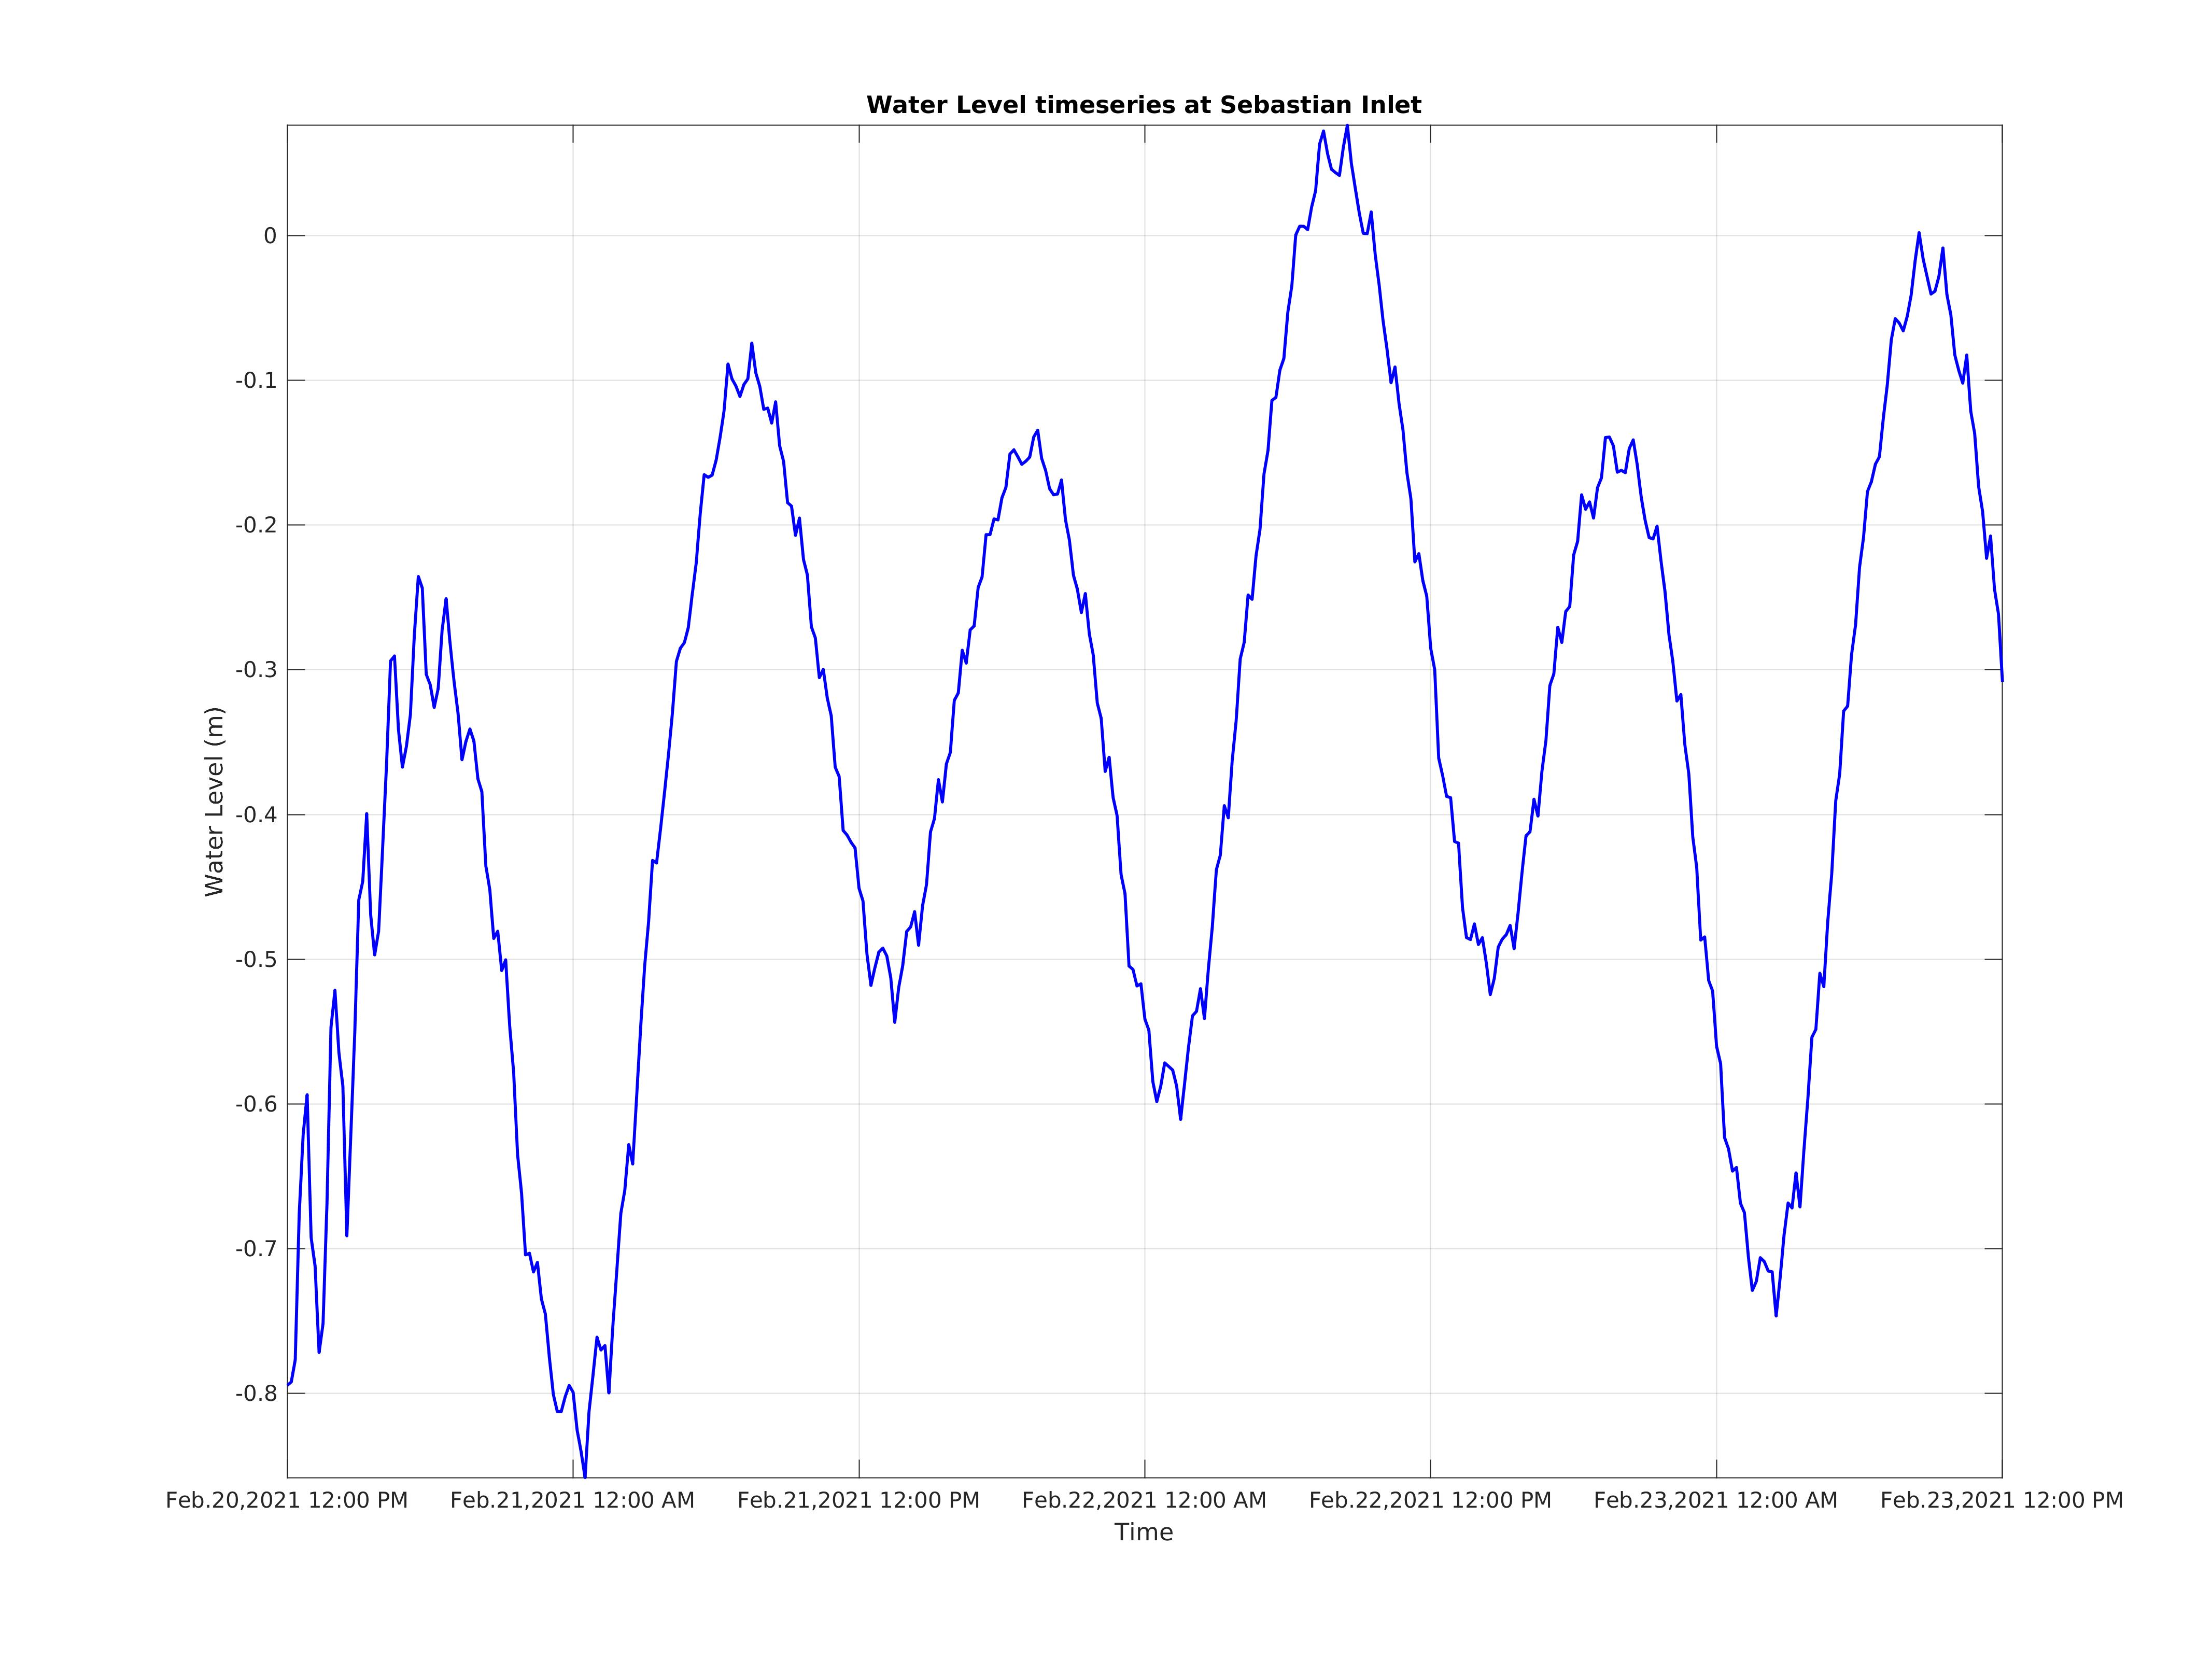 Water Level timeseries at Sebastian Inlet
0
-0.1
-0.2
-0.3
-0.4
-0.5
-0.6
-0.7
-0.8
Water Level (m)
Feb.20,2021 12:00 PM
Feb.21,2021 12:00 AM
Feb.21,2021 12:00 PM
Feb.22,2021 12:00 AM
Feb.22,2021 12:00 PM
Feb.23,2021 12:00 AM
Feb.23,2021 12:00 PM
Time